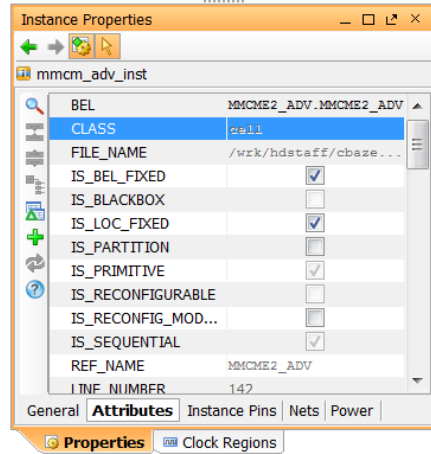 Instance Properties
mmcm_adv_inst
BEL MMCME2_ADV.MMCME2_ADV
CLASS cell
FILE_NAME /wrk/hdstaff/cbaze...
IS_BEL_FIXED
IS_BLACKBOX
IS_LOC_FIXED
IS_PARTITION
IS_PRIMITIVE
IS_RECONFIGURABLE
IS_RECONFIG_MOD...
IS_SEQUENTIAL
REF_NAME MMCME2_ADV
LINE_NUMBER 142
General Attributes Instance Pins Nets Power
Properties Clock Regions